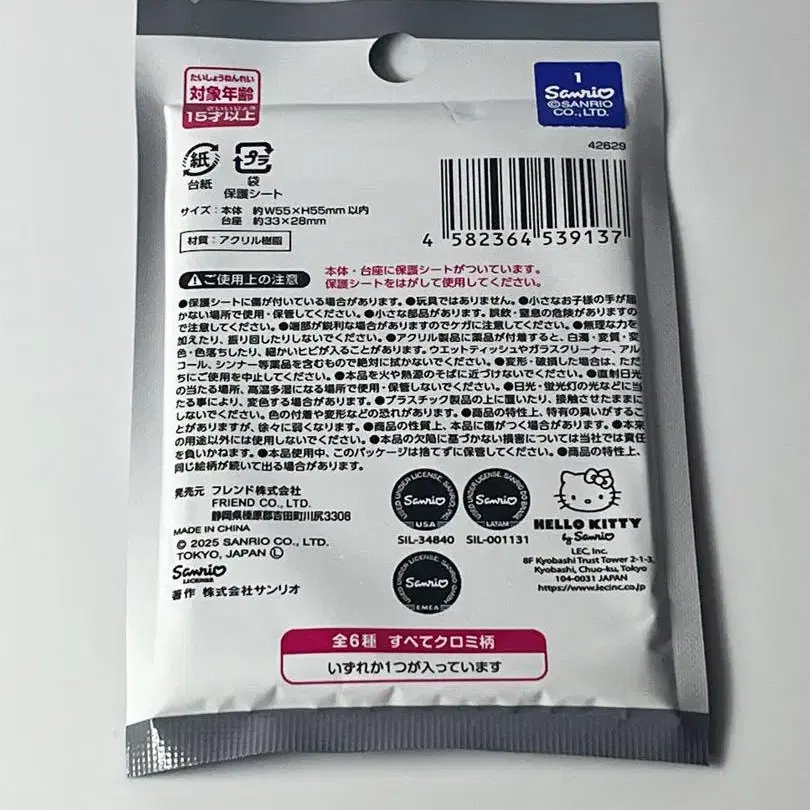 たいしょうねんれい
対象年齢
さいいじょう
15才以上
1
Sanrio
©SANRIO
CO.,LTD.
42629
紙
台紙
プラ
袋
保護シート
サイズ：本体 約W55×H55mm以内
台座 約33×28mm
材質：アクリル樹脂
4 582364 539137
ご使用上の注意
本体・台座に保護シートがついています。
保護シートをはがして使用してください。
●保護シートに傷が付いている場合があります。●玩具ではありません。●小さなお子様の手が届
かない場所で使用・保管してください。●小さな部品があります。誤飲・窒息の危険がありますの
で注意してください。●端部が鋭利な場合がありますのでケガに注意してください。●無理な力を
加えたり、振り回したりしないでください。●アクリル製品に薬品が付着すると、白濁・変質・変
色・色落ちしたり、細かいヒビが入ることがあります。ウエットティッシュやガラスクリーナー、アル
コール、シンナー等薬品を含むもので絶対に拭かないでください。●変形・破損した場合は、ただ
ちにご使用を中止してください。●本品を火や熱源のそばに近づけないでください。●直射日光
の当たる場所、高温多湿になる場所で使用・保管しないでください。●日光・蛍光灯の光などに当
たる事により、変色する場合があります。●プラスチック製品の上に置いたり、接触させたままに
しないでください。色の付着や変形などの恐れがあります。●商品の特性上、特有の臭いがするこ
とがありますが、徐々に弱くなります。●商品の性質上、本品に傷がつく場合があります。●本来
の用途以外には使用しないでください。●本品の欠陥に基づかない損害については当社では責任
を負いかねます。●本品使用中、このパッケージは捨てずに保管してください。●商品の特性上、
同じ絵柄が続いて出る場合があります。
発売元 フレンド株式会社
FRIEND CO., LTD.
静岡県榛原郡吉田町川尻3306
MADE IN CHINA
© 2025 SANRIO CO., LTD.
TOKYO, JAPAN Ⓛ
Sanrio
LICENSE
著作 株式会社サンリオ
USED UNDER LICENSE, SANRIO, INC.
Sanrio
USA
SIL-34840
USED UNDER LICENSE, SANRIO DO BRASIL
Sanrio
LATAM
SIL-001131
USED UNDER LICENSE, SANRIO GMBH
Sanrio
EMEA
HELLO KITTY
by Sanrio
LEC, Inc.
8F Kyobashi Trust Tower 2-1-3,
Kyobashi, Chuo-ku, Tokyo
104-0031 JAPAN
https://www.lecinc.co.jp
全6種 すべてクロミ柄
いずれか1つが入っています